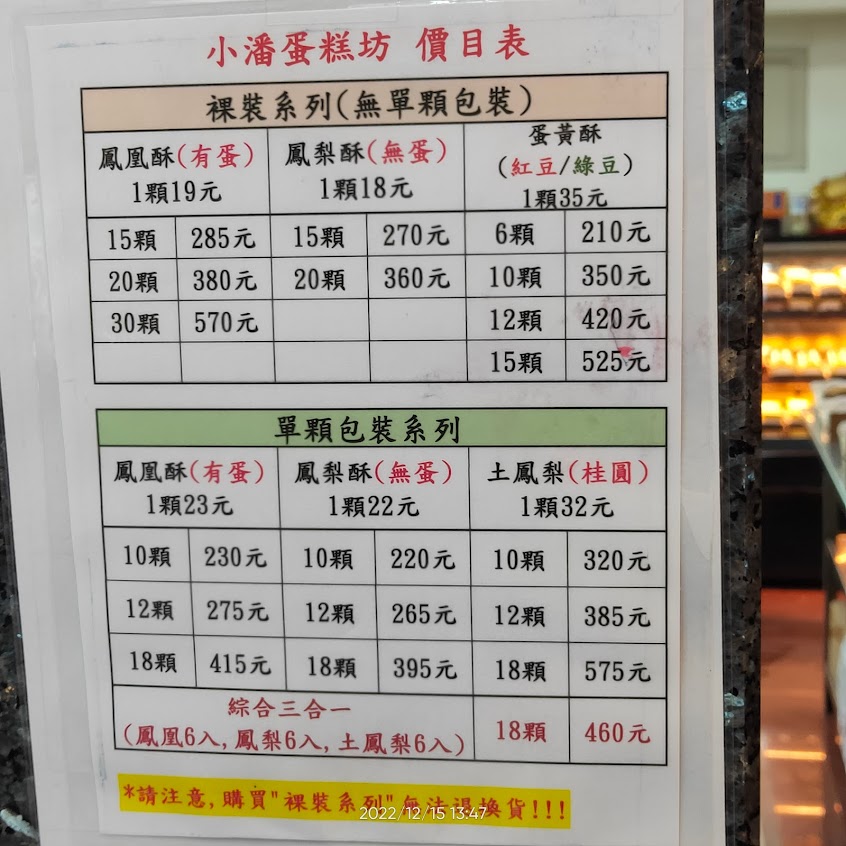 小潘蛋糕坊 價目表
裸裝系列(無單顆包裝)
鳳凰酥(有蛋) 鳳梨酥(無蛋) 蛋黃酥
(紅豆/綠豆)
1顆19元 1顆18元 1顆35元
15顆 285元 15顆 270元 6顆 210元
20顆 380元 20顆 360元 10顆 350元
30顆 570元 12顆 420元
15顆 525元
單顆包裝系列
鳳凰酥(有蛋) 鳳梨酥(無蛋) 土鳳梨(桂圓)
1顆23元 1顆22元 1顆32元
10顆 230元 10顆 220元 10顆 320元
12顆 275元 12顆 265元 12顆 385元
18顆 415元 18顆 395元 18顆 575元
綜合三合一
(鳳凰6入,鳳梨6入,土鳳梨6入) 18顆 460元
*請注意,購買"裸裝系列"無法退換貨!!!
2022/12/15 13:47